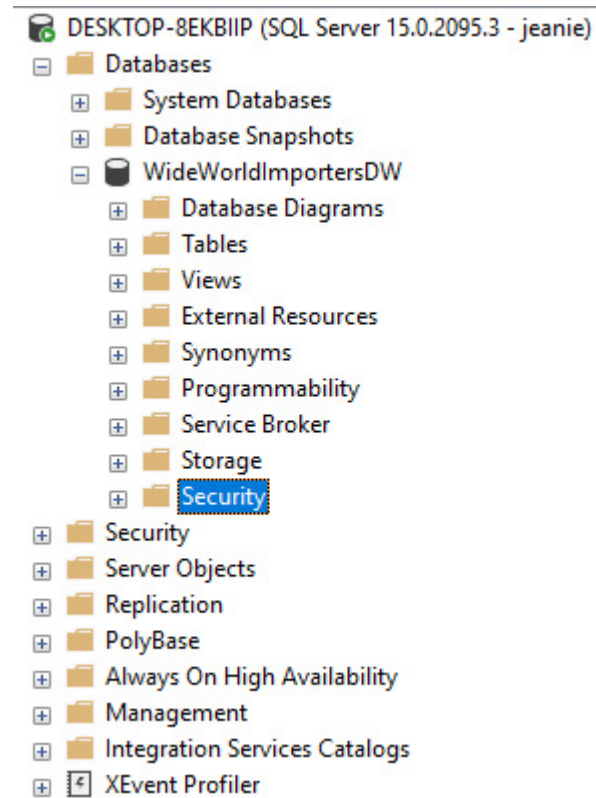 DESKTOP-8EKBIIP (SQL Server 15.0.2095.3 - jeanie)
Databases
System Databases
Database Snapshots
WideWorldImportersDW
Database Diagrams
Tables
Views
External Resources
Synonyms
Programmability
Service Broker
Storage
Security
Security
Server Objects
Replication
PolyBase
Always On High Availability
Management
Integration Services Catalogs
XEvent Profiler